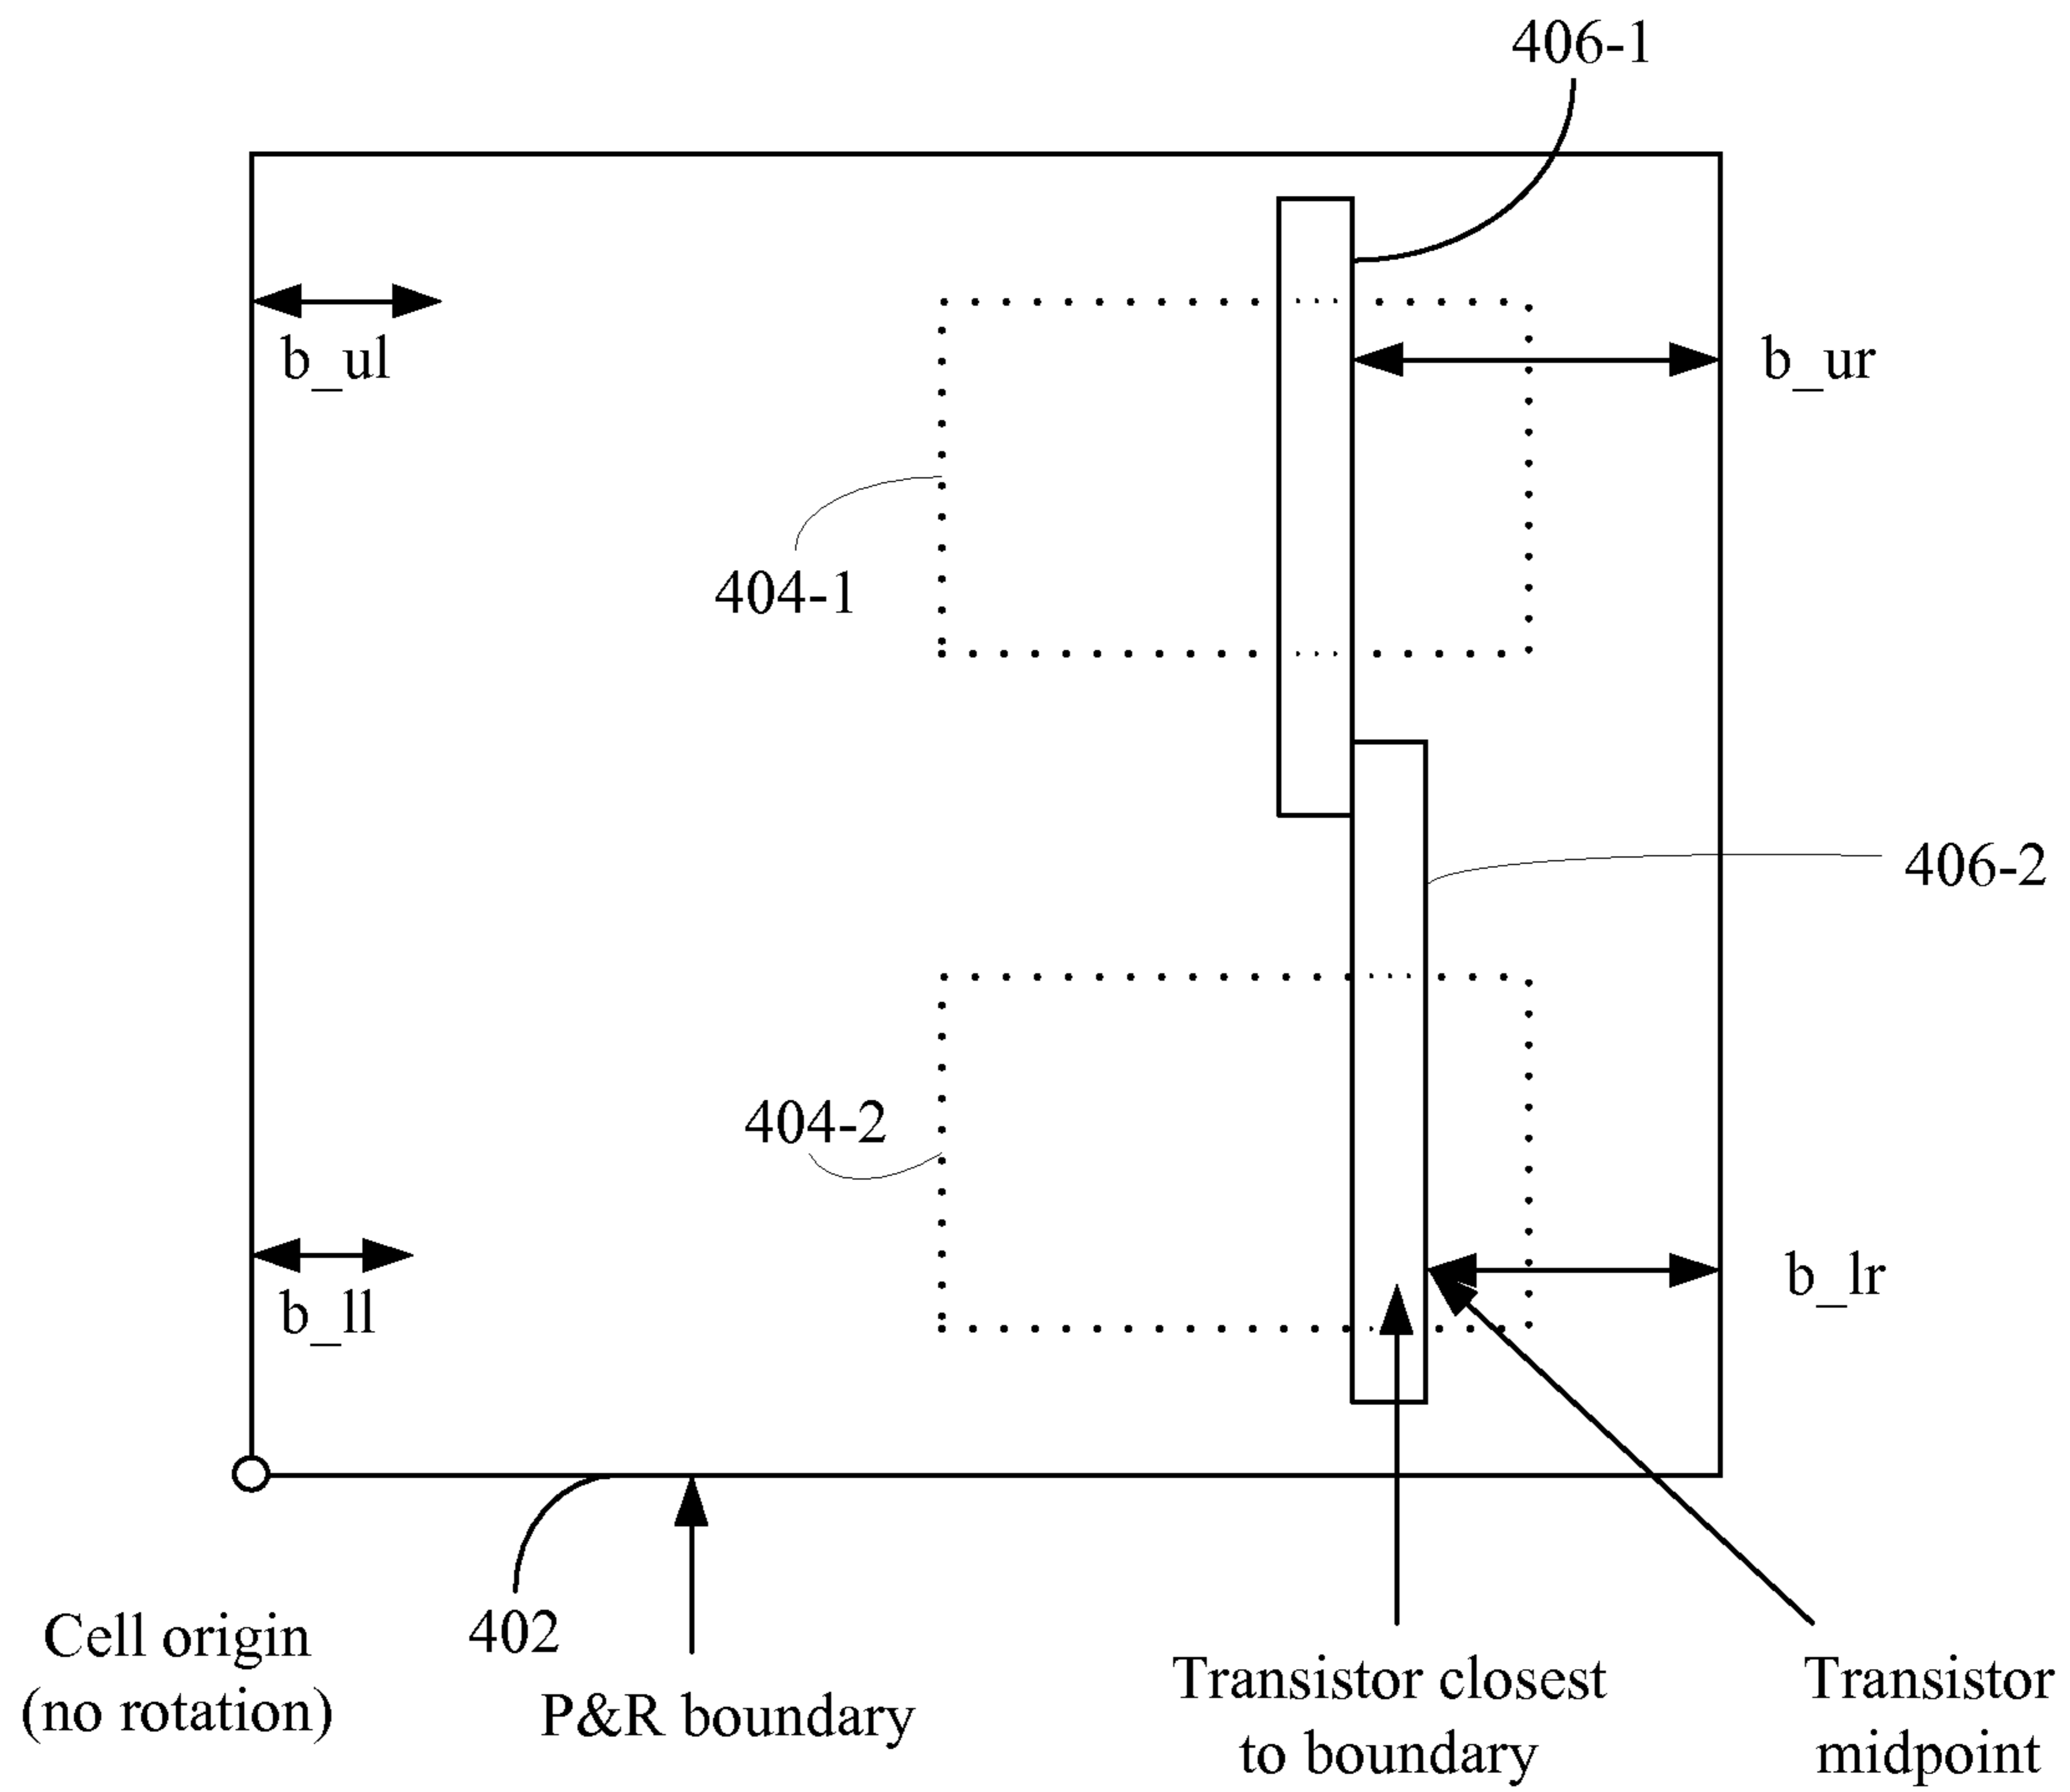 406-1
b_ul
b_ur
404-1
406-2
404-2
b_ll
b_lr
Cell origin
(no rotation)
402
P&R boundary
Transistor closest
to boundary
Transistor
midpoint